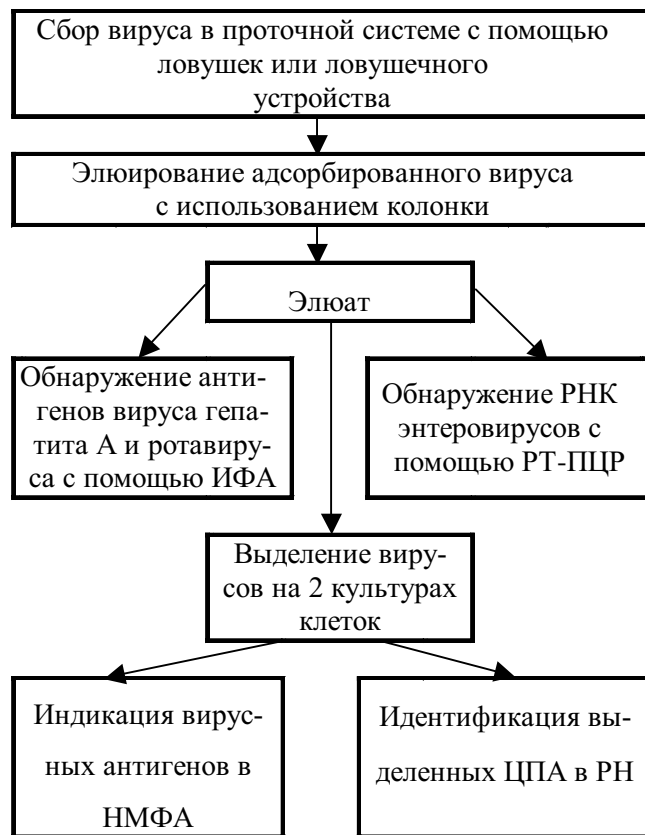 Сбор вируса в проточной системе с помощью
ловушек или ловушечного
устройства
Элюирование адсорбированного вируса
с использованием колонки
Элюат
Обнаружение анти-
генов вируса гепа-
тита А и ротавиру-
са с помощью ИФА
Обнаружение РНК
энтеровирусов с
помощью РТ-ПЦР
Выделение виру-
сов на 2 культурах
клеток
Индикация вирус-
ных антигенов в
НМФА
Идентификация вы-
деленных ЦПА в РН